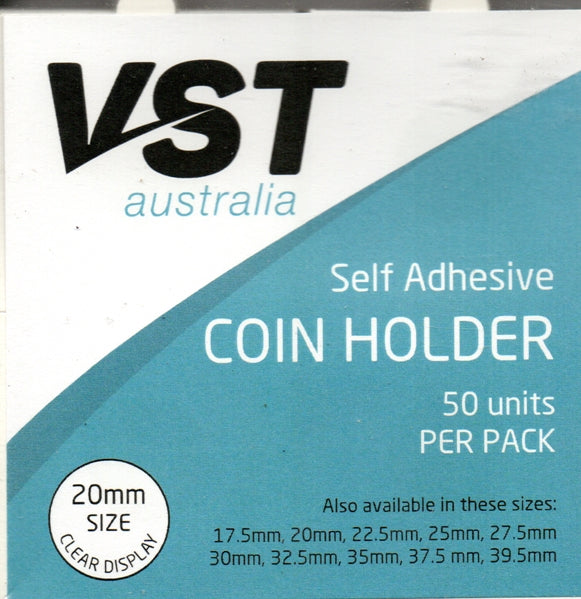 VST
australia
Self Adhesive
COIN HOLDER
50 units
PER PACK
20mm
SIZE
CLEAR DISPLAY
Also available in these sizes:
17.5mm, 20mm, 22.5mm, 25mm, 27.5mm
30mm, 32.5mm, 35mm, 37.5 mm, 39.5mm